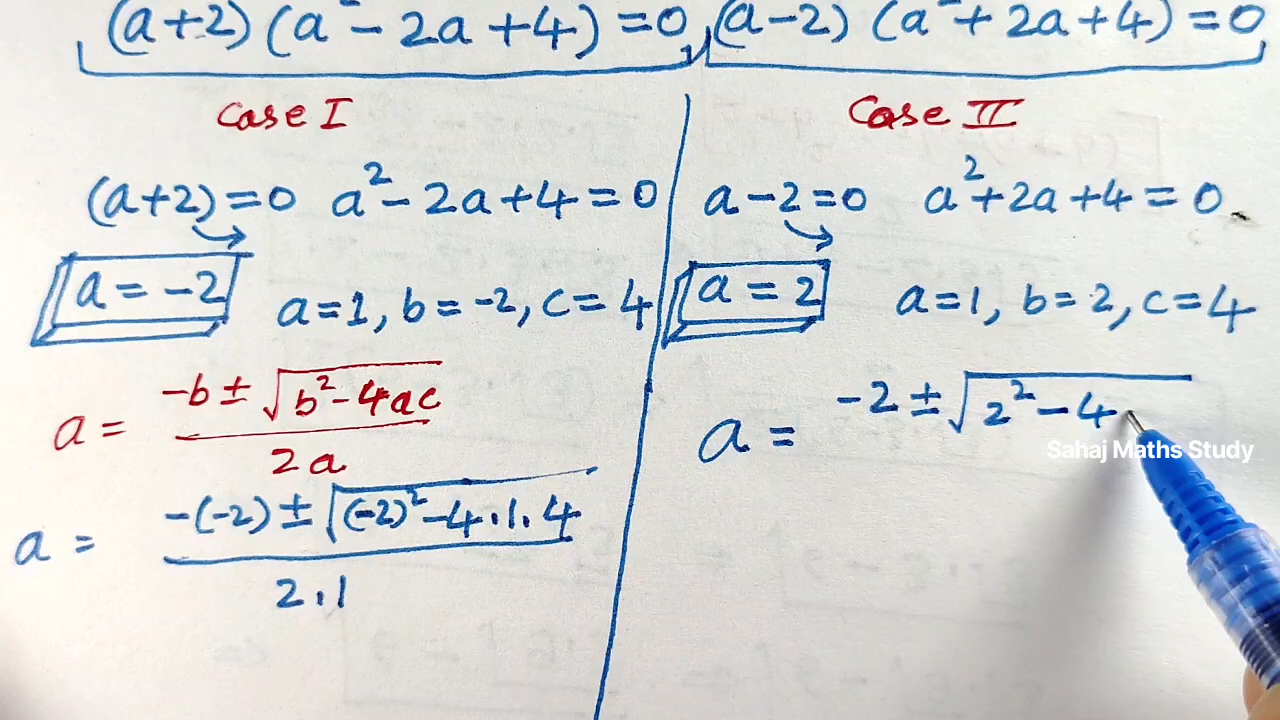 (a+2) (a² - 2a +4) =0, (a-2) (a² + 2a +4) =0,
Case I
(a+2) =0 a² - 2a +4 =0
a = -2
a=1, b = -2, c = 4
a = -b ± √b² - 4ac / 2a
a = -(-2) ± √(-2)² - 4.1.4 / 2.1
Case II
a-2=0 a² +2a +4 = 0
a = 2
a=1, b=2, c=4
a = -2 ± √2² - 4
Sahaj Maths Study